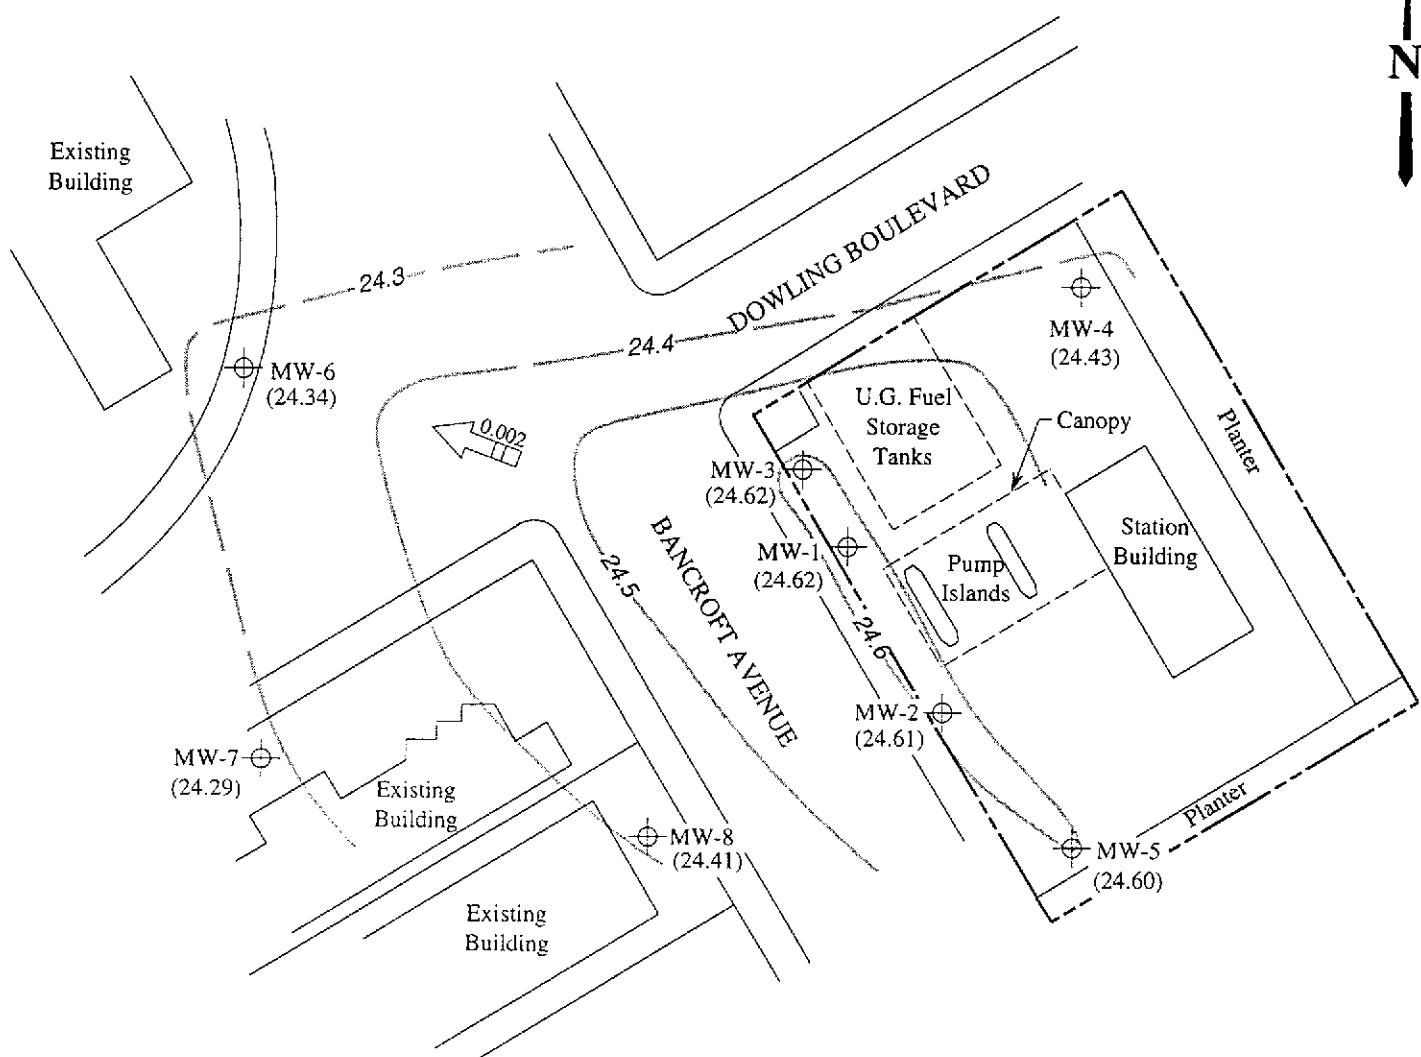 N
Existing
Building
DOWLING BOULEVARD
24.3
24.4
MW-4
(24.43)
MW-6
(24.34)
U.G. Fuel
Storage
Tanks
Canopy
Planter
0.002
MW-3
(24.62)
BANCROFT AVENUE
MW-1
(24.62)
Station
Building
Pump
Islands
24.5
24.6
MW-2
(24.61)
MW-7
(24.29)
Existing
Building
Planter
MW-8
(24.41)
MW-5
(24.60)
Existing
Building